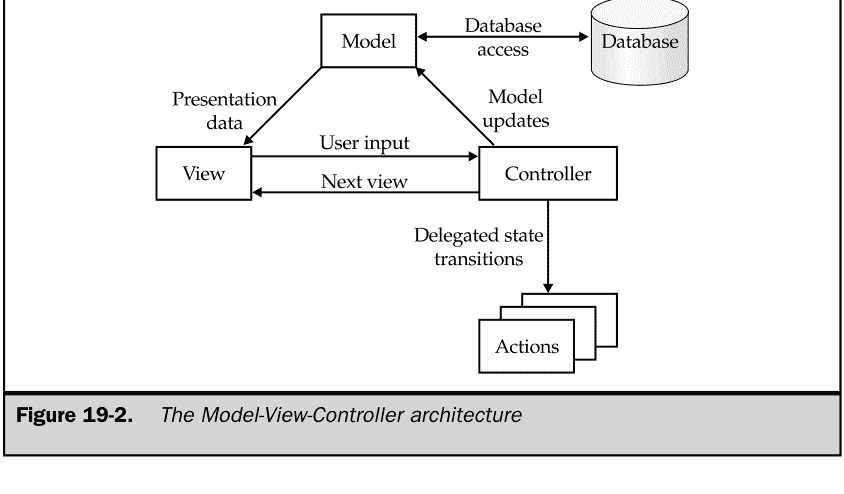 Database
access
Model
Database
Presentation
data
Model
updates
User input
View
Controller
Next view
Delegated state
transitions
Actions
Figure 19-2. The Model-View-Controller architecture